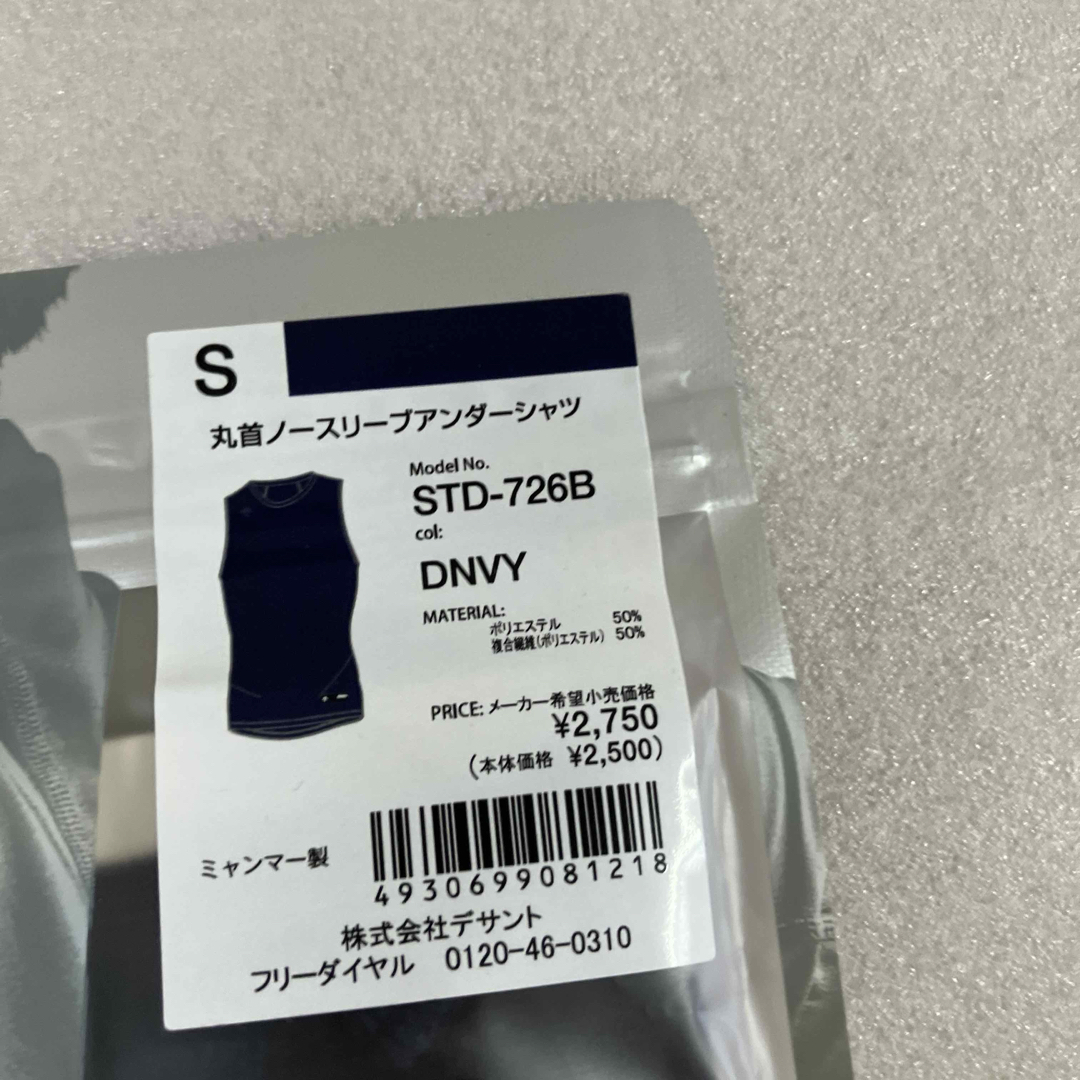 S
丸首ノースリーブアンダーシャツ
Model No.
STD-726B
col:
DNVY
MATERIAL:
ポリエステル 50%
複合繊維(ポリエステル) 50%
PRICE: メーカー希望小売価格
¥2,750
(本体価格 ¥2,500)
ミャンマー製
4930699081218
株式会社デサント
フリーダイヤル 0120-46-0310